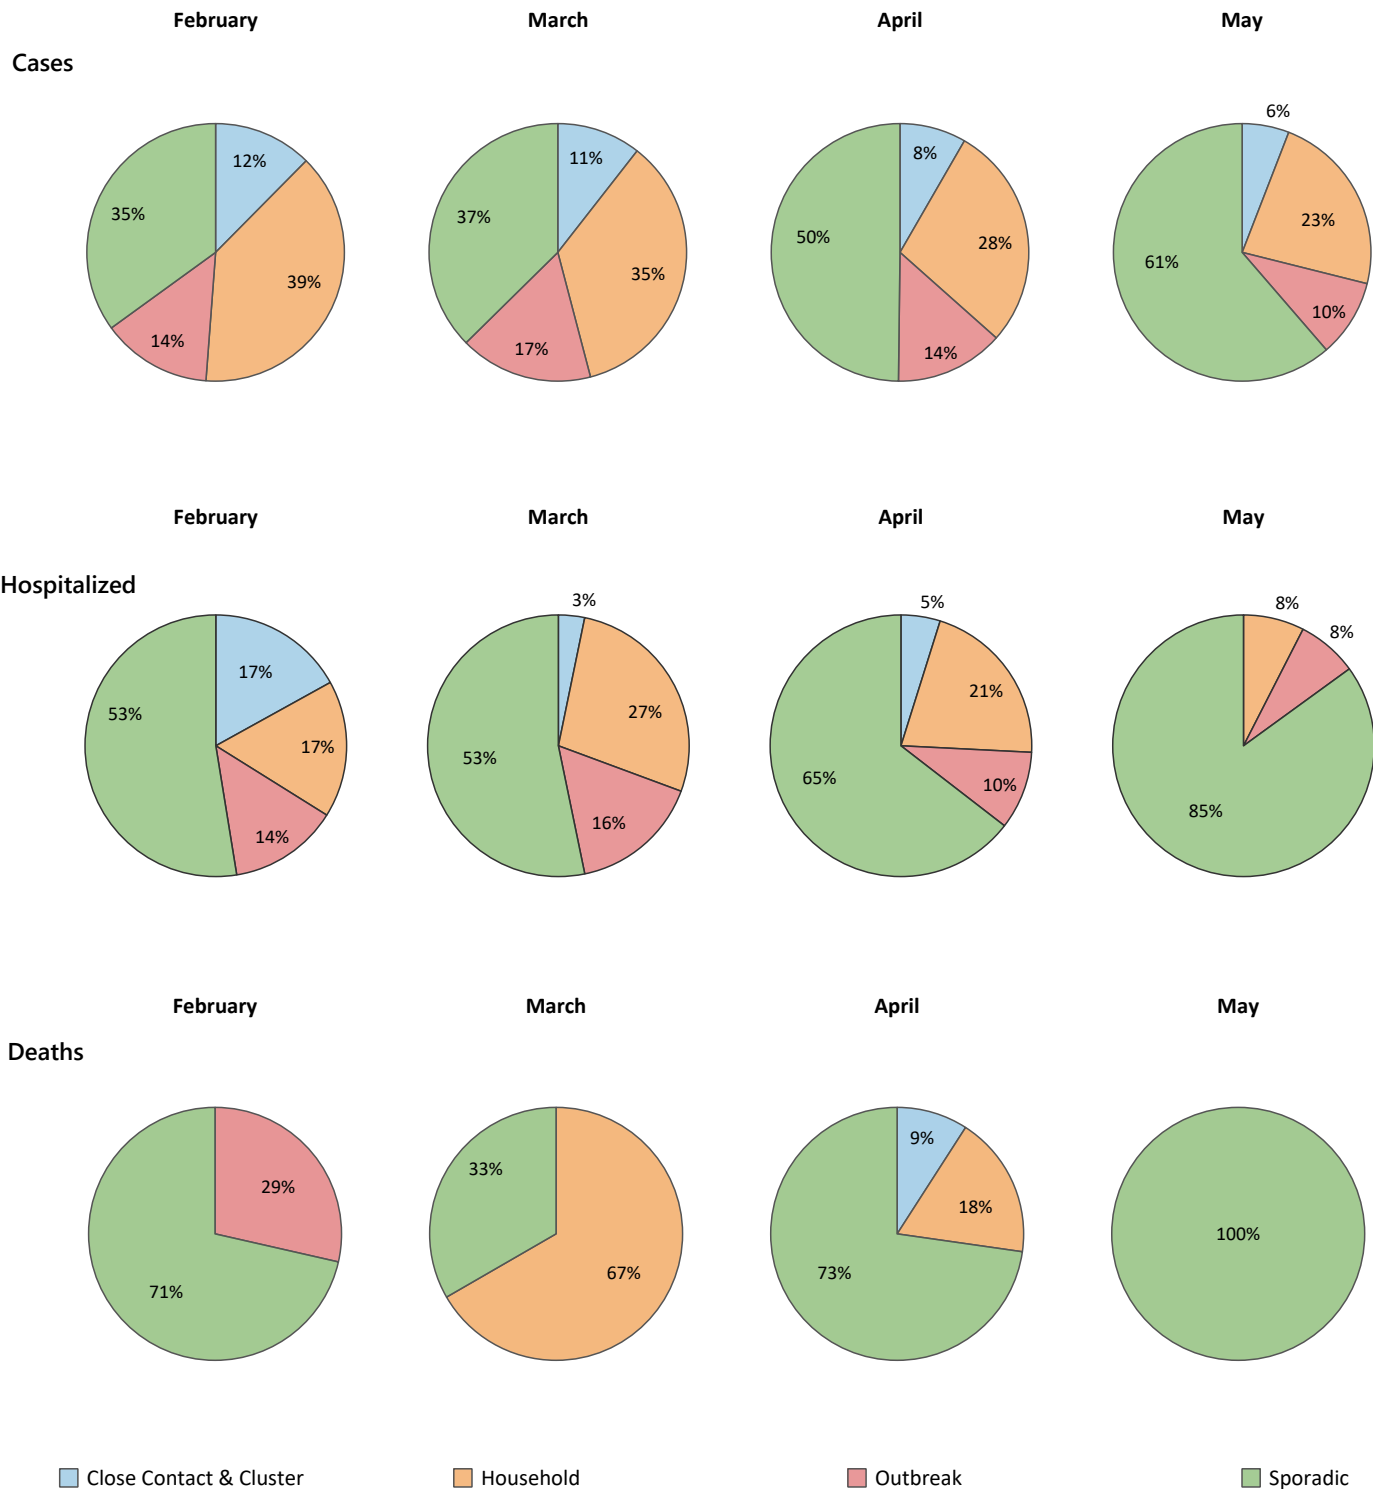 February March April May
Cases
12% 39% 14% 35%
11% 35% 17% 37%
8% 28% 14% 50%
6% 23% 10% 61%
February March April May
Hospitalized
17% 17% 14% 53%
3% 27% 16% 53%
5% 21% 10% 65%
8% 8% 85%
February March April May
Deaths
29% 71%
67% 33%
9% 18% 73%
100%
Close Contact & Cluster Household Outbreak Sporadic